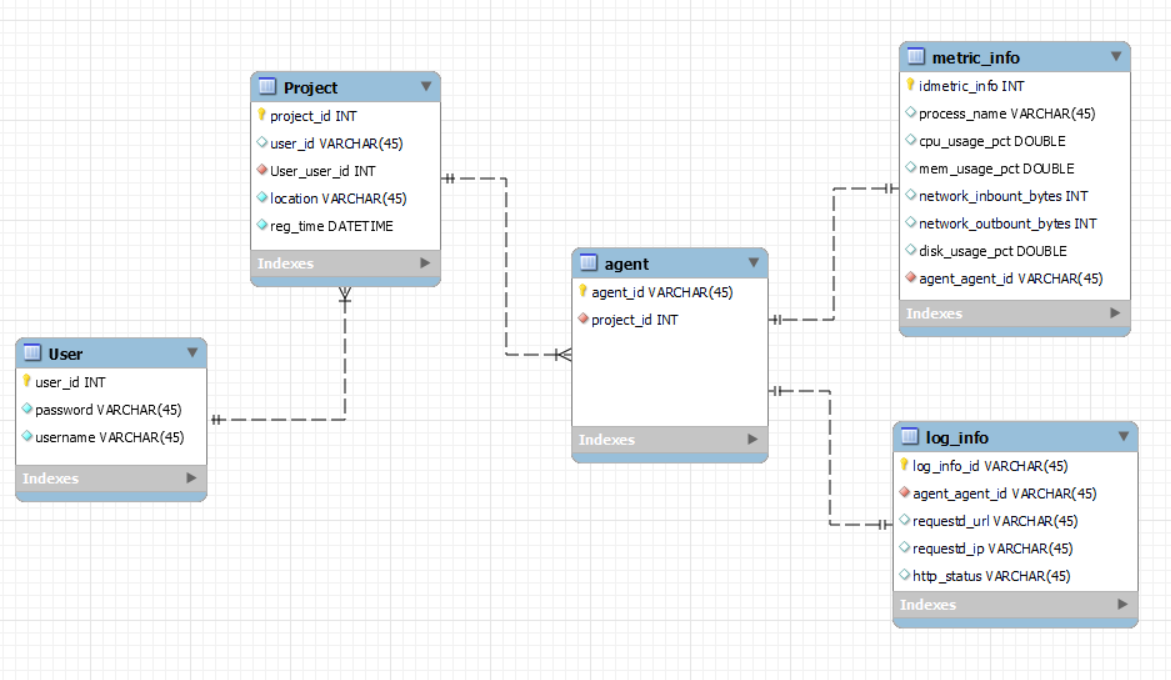 Project
project_id INT
user_id VARCHAR(45)
User_user_id INT
location VARCHAR(45)
reg_time DATETIME
Indexes
User
user_id INT
password VARCHAR(45)
username VARCHAR(45)
Indexes
agent
agent_id VARCHAR(45)
project_id INT
Indexes
metric_info
idmetric_info INT
process_name VARCHAR(45)
cpu_usage_pct DOUBLE
mem_usage_pct DOUBLE
network_inbount_bytes INT
network_outbount_bytes INT
disk_usage_pct DOUBLE
agent_agent_id VARCHAR(45)
Indexes
log_info
log_info_id VARCHAR(45)
agent_agent_id VARCHAR(45)
requestd_url VARCHAR(45)
requestd_ip VARCHAR(45)
http_status VARCHAR(45)
Indexes